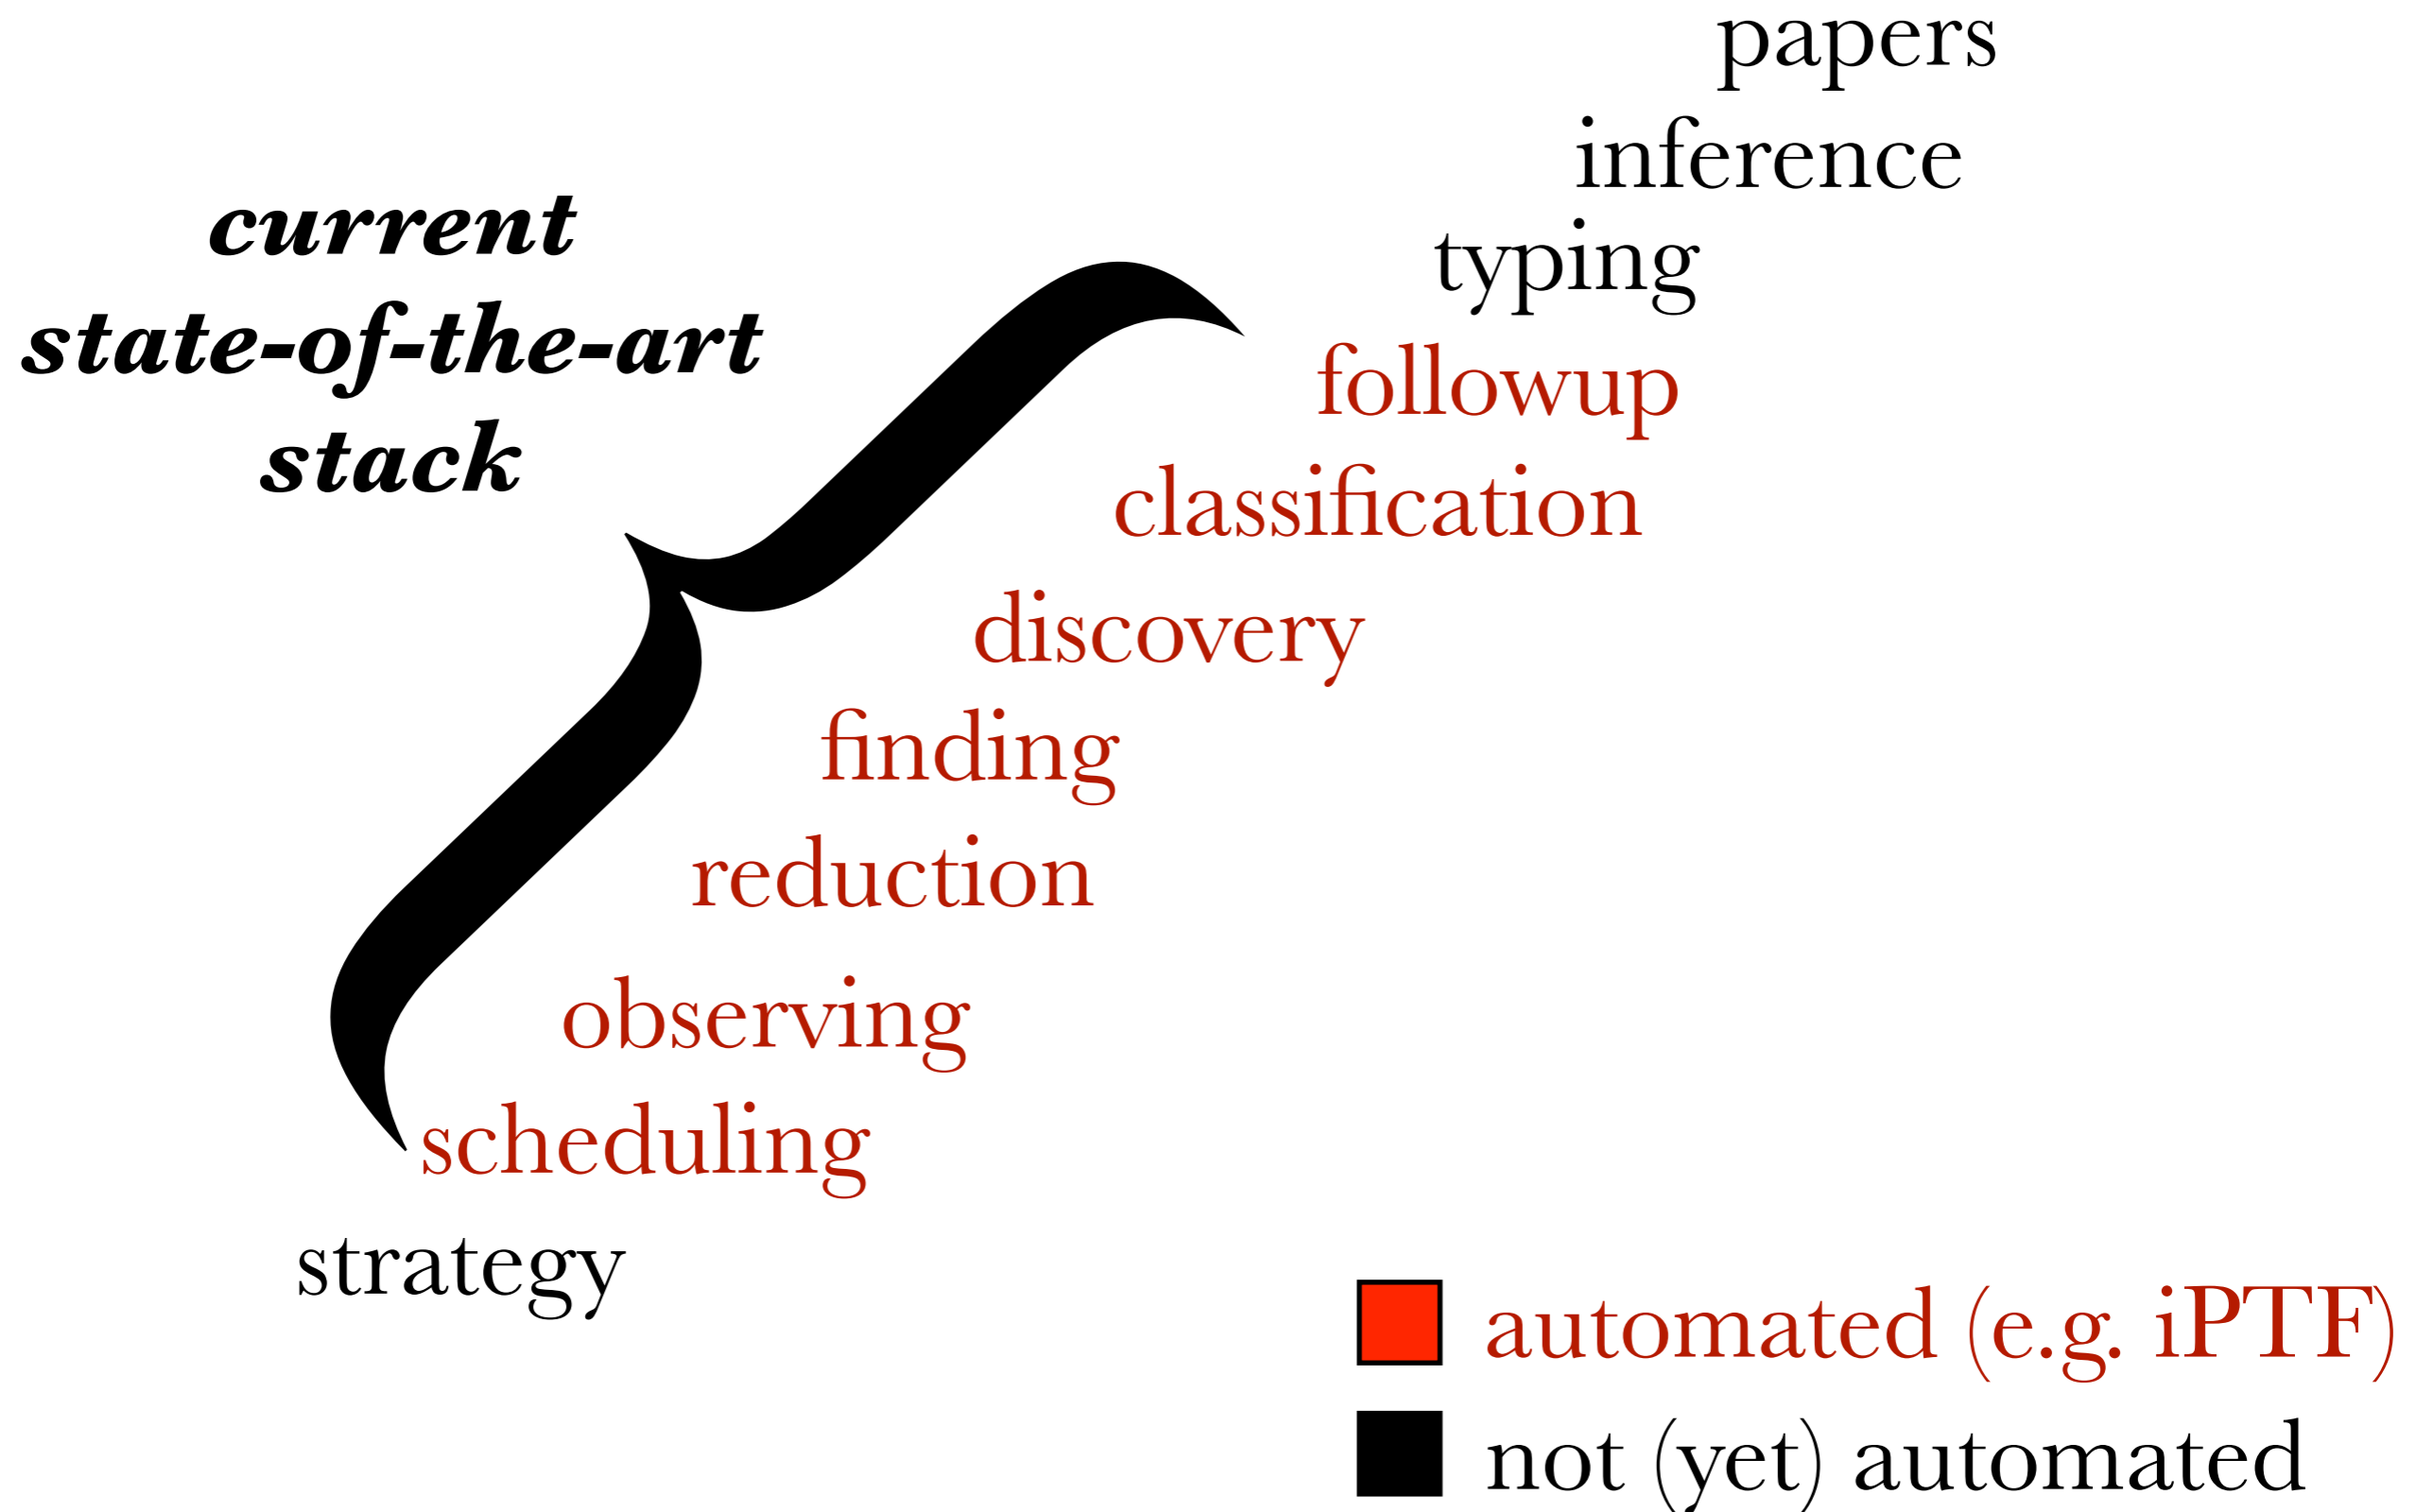 papers
inference
typing
current
state-of-the-art
stack
followup
classification
discovery
finding
reduction
observing
scheduling
strategy
automated (e.g. iPTF)
not (yet) automated